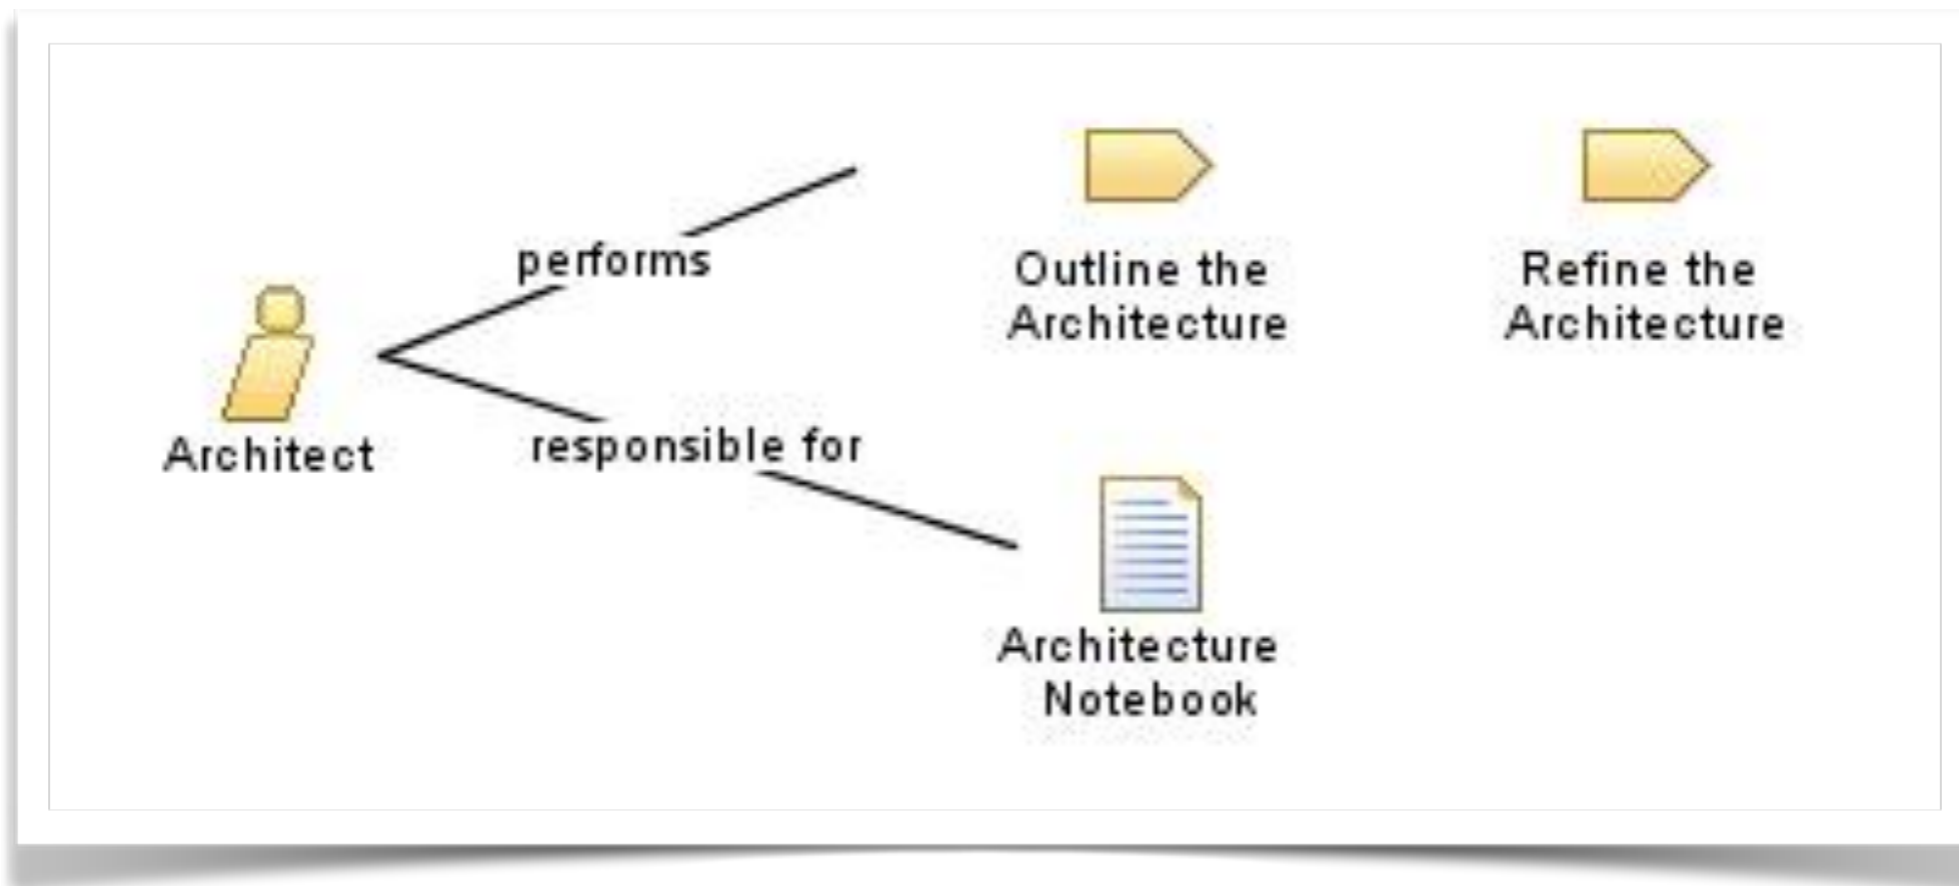 performs
Outline the
Architecture
Refine the
Architecture
Architect
responsible for
Architecture
Notebook